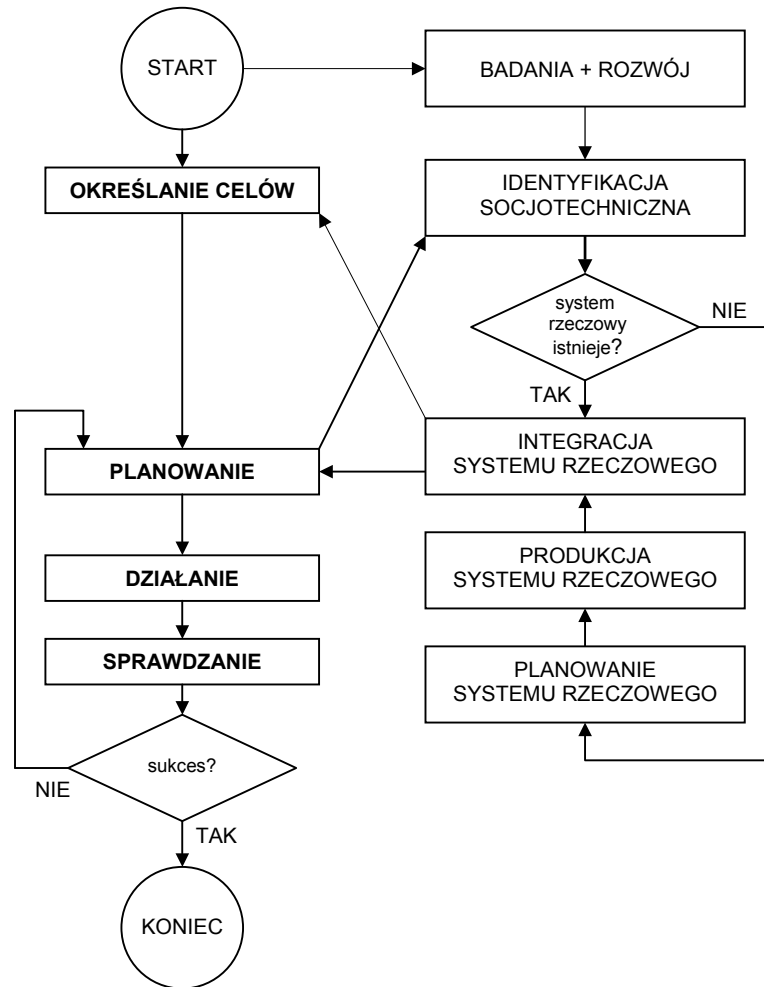 START
BADANIA + ROZWÓJ
OKREŚLANIE CELÓW
IDENTYFIKACJA
SOCJOTECHNICZNA
system
rzeczowy
istnieje?
NIE
TAK
PLANOWANIE
INTEGRACJA
SYSTEMU RZECZOWEGO
DZIAŁANIE
PRODUKCJA
SYSTEMU RZECZOWEGO
SPRAWDZANIE
PLANOWANIE
SYSTEMU RZECZOWEGO
sukces?
NIE
TAK
KONIEC